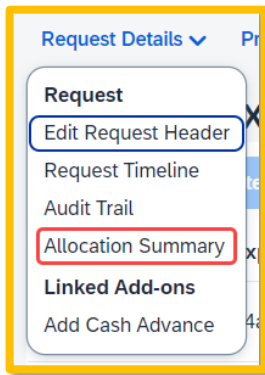 Request Details
Request
Edit Request Header
Request Timeline
Audit Trail
Allocation Summary
Linked Add-ons
Add Cash Advance